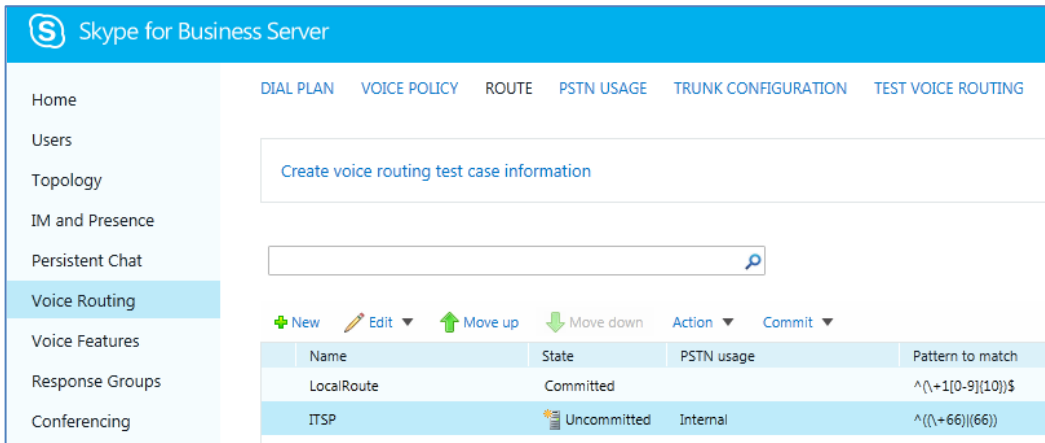 Skype for Business Server
Home
Users
Topology
IM and Presence
Persistent Chat
Voice Routing
Voice Features
Response Groups
Conferencing
DIAL PLAN VOICE POLICY ROUTE PSTN USAGE TRUNK CONFIGURATION TEST VOICE ROUTING
Create voice routing test case information
New Edit Move up Move down Action Commit
Name State PSTN usage Pattern to match
LocalRoute Committed ^(\+1[0-9]{10})$
ITSP Uncommitted Internal ^((\+66)|(66))